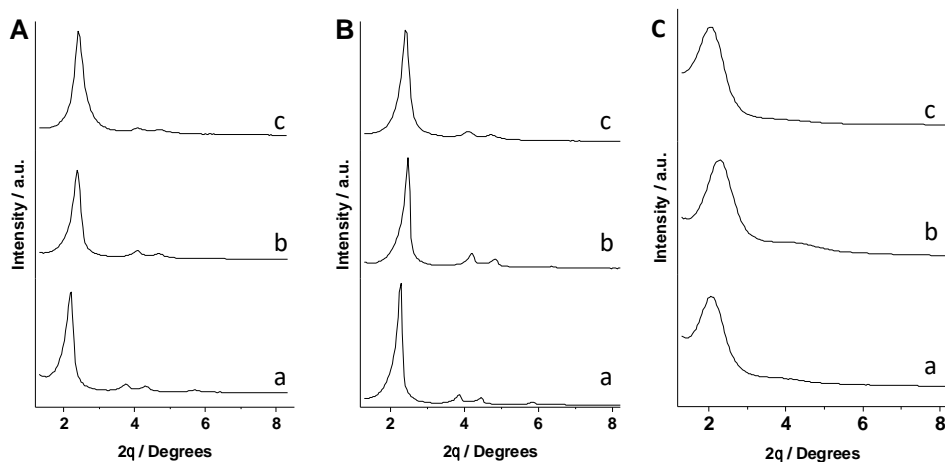 A
c
b
a
Intensity / a.u.
2 4 6 8
2q / Degrees
B
c
b
a
Intensity / a.u.
2 4 6 8
2q / Degrees
C
c
b
a
Intensity / a.u.
2 4 6 8
2q / Degrees